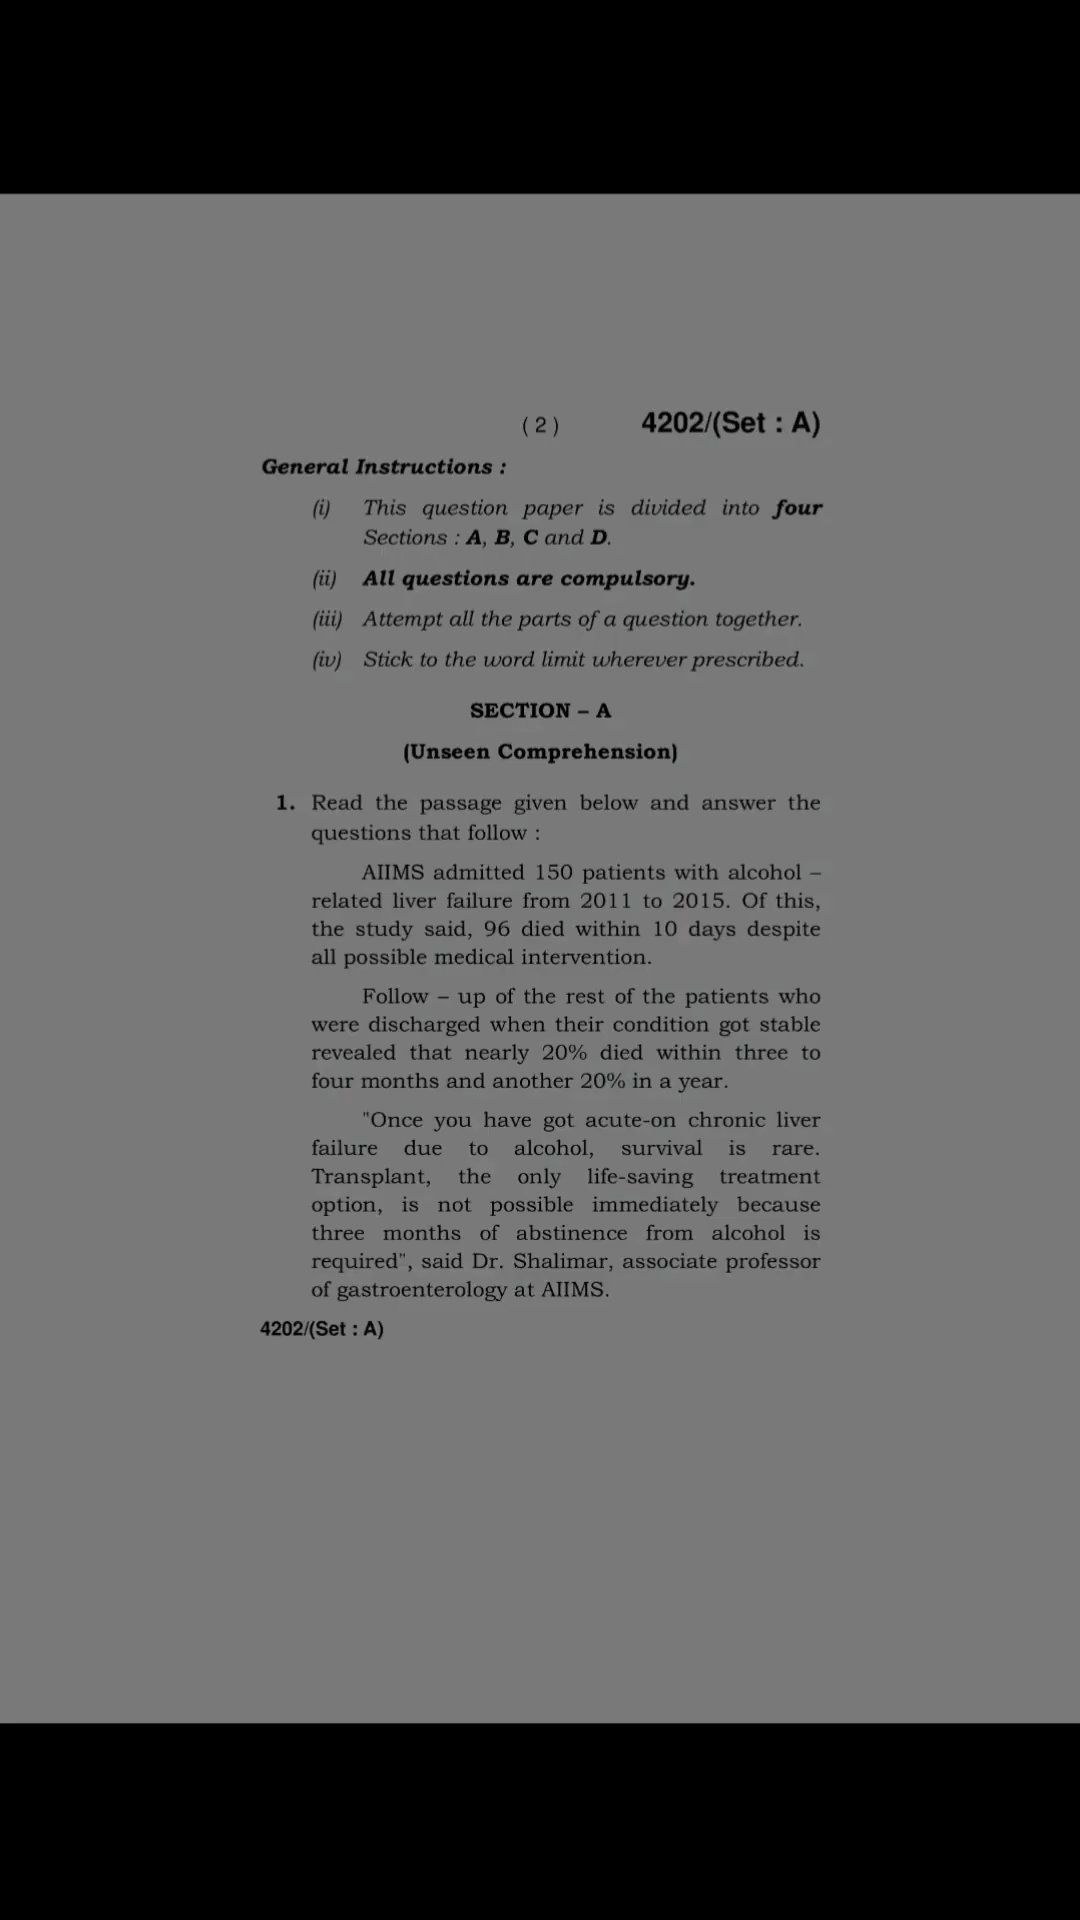 ( 2 ) 4202/(Set : A)
General Instructions :
(i) This question paper is divided into four
Sections : A, B, C and D.
(ii) All questions are compulsory.
(iii) Attempt all the parts of a question together.
(iv) Stick to the word limit wherever prescribed.
SECTION – A
(Unseen Comprehension)
1. Read the passage given below and answer the
questions that follow :
AIIMS admitted 150 patients with alcohol –
related liver failure from 2011 to 2015. Of this,
the study said, 96 died within 10 days despite
all possible medical intervention.
Follow – up of the rest of the patients who
were discharged when their condition got stable
revealed that nearly 20% died within three to
four months and another 20% in a year.
"Once you have got acute-on chronic liver
failure due to alcohol, survival is rare.
Transplant, the only life-saving treatment
option, is not possible immediately because
three months of abstinence from alcohol is
required", said Dr. Shalimar, associate professor
of gastroenterology at AIIMS.
4202/(Set : A)